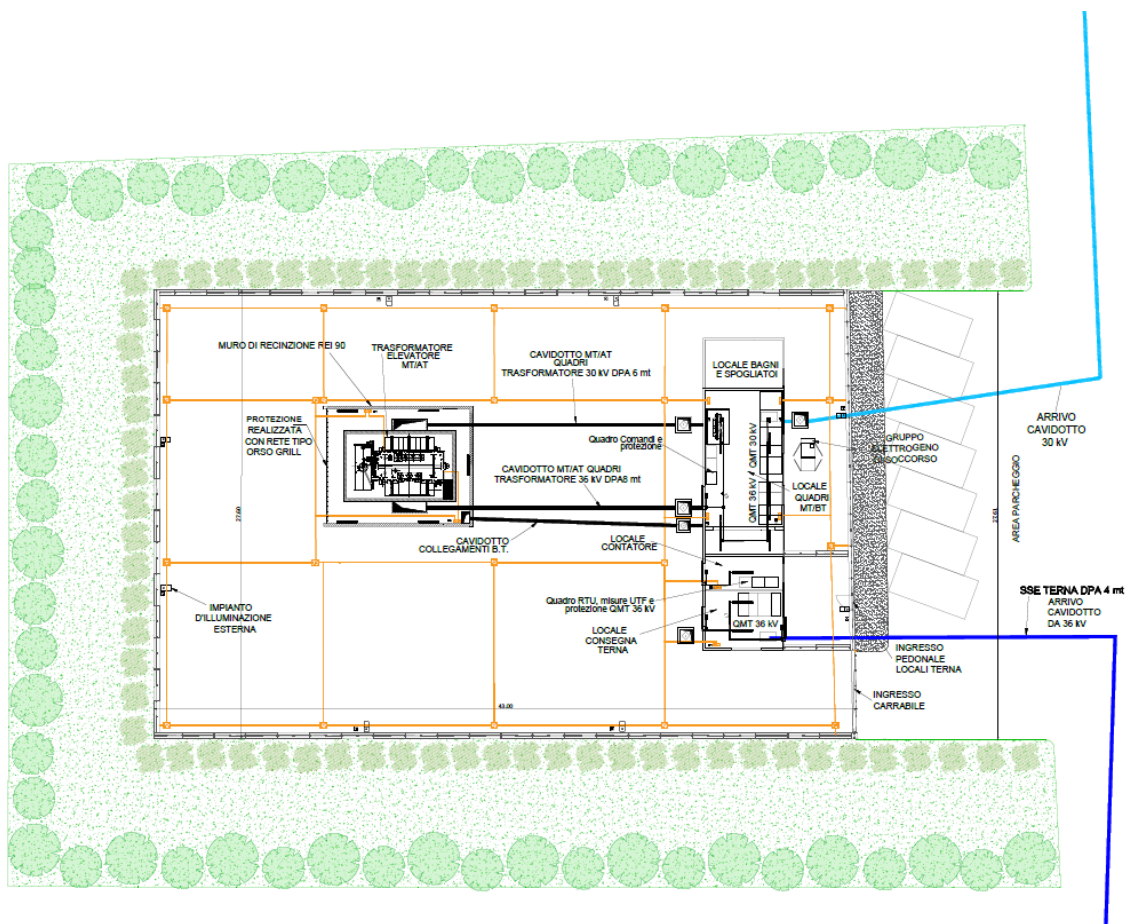 MURO DI RECINZIONE REI 90
TRASFORMATORE
ELEVATORE
MT/AT
CAVIDOTTO MT/AT
QUADRI
TRASFORMATORE 30 kV DPA 6 mt
LOCALE BAGNI
E SPOGLIATOI
PROTEZIONE
REALIZZATA
CON RETE TIPO
ORSO GRILL
Quadro Comandi e
protezione
QMT 30 kV
QMT 36 kV
GRUPPO
ELETTROGENO
SOCCORSO
ARRIVO
CAVIDOTTO
30 kV
CAVIDOTTO MT/AT QUADRI
TRASFORMATORE 36 kV DPA8 mt
LOCALE
QUADRI
MT/BT
27.60
27.61
AREA PARCHEGGIO
CAVIDOTTO
COLLEGAMENTI B.T.
LOCALE
CONTATORE
Quadro RTU, misure UTF e
protezione QMT 36 kV
QMT 36 kV
SSE TERNA DPA 4 mt
ARRIVO
CAVIDOTTO
DA 36 kV
IMPIANTO
D'ILLUMINAZIONE
ESTERNA
LOCALE
CONSEGNA
TERNA
INGRESSO
PEDONALE
LOCALI TERNA
INGRESSO
CARRABILE
43.00